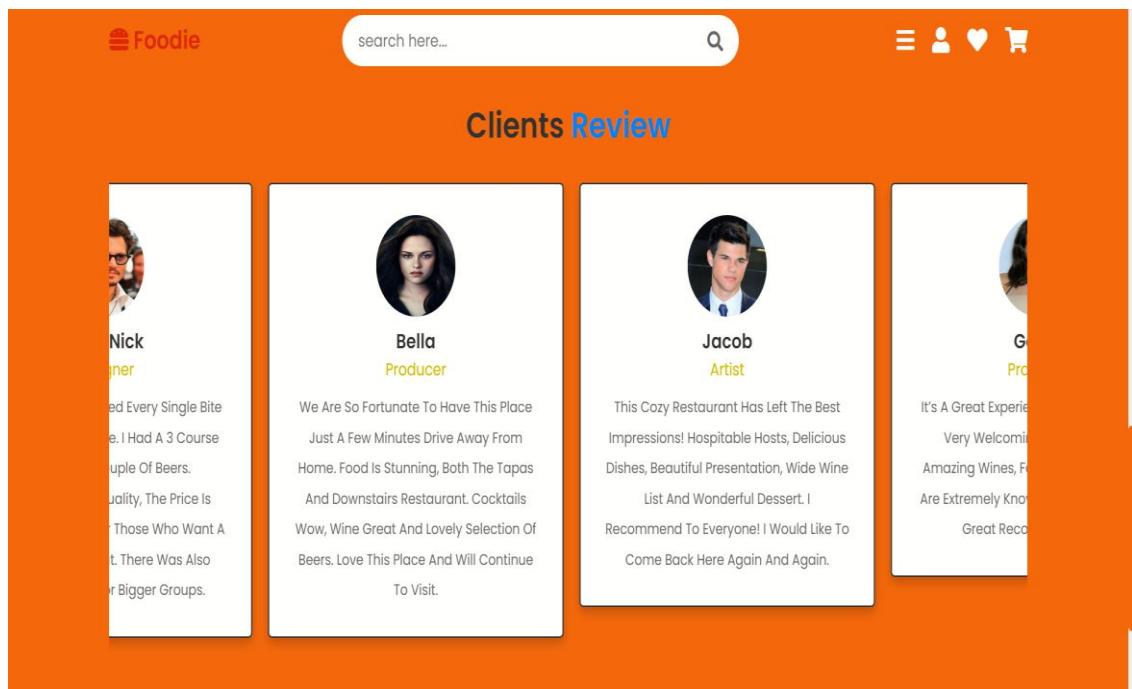 Foodie
search here...
Clients Review
Nick
ed Every Single Bite
e. I Had A 3 Course
uple Of Beers.
uality, The Price Is
Those Who Want A
t. There Was Also
r Bigger Groups.
Bella
Producer
We Are So Fortunate To Have This Place
Just A Few Minutes Drive Away From
Home. Food Is Stunning, Both The Tapas
And Downstairs Restaurant. Cocktails
Wow, Wine Great And Lovely Selection Of
Beers. Love This Place And Will Continue
To Visit.
Jacob
Artist
This Cozy Restaurant Has Left The Best
Impressions! Hospitable Hosts, Delicious
Dishes, Beautiful Presentation, Wide Wine
List And Wonderful Dessert. I
Recommend To Everyone! I Would Like To
Come Back Here Again And Again.
G
Pro
It's A Great Experie
Very Welcomi
Amazing Wines, F
Are Extremely Kno
Great Reco